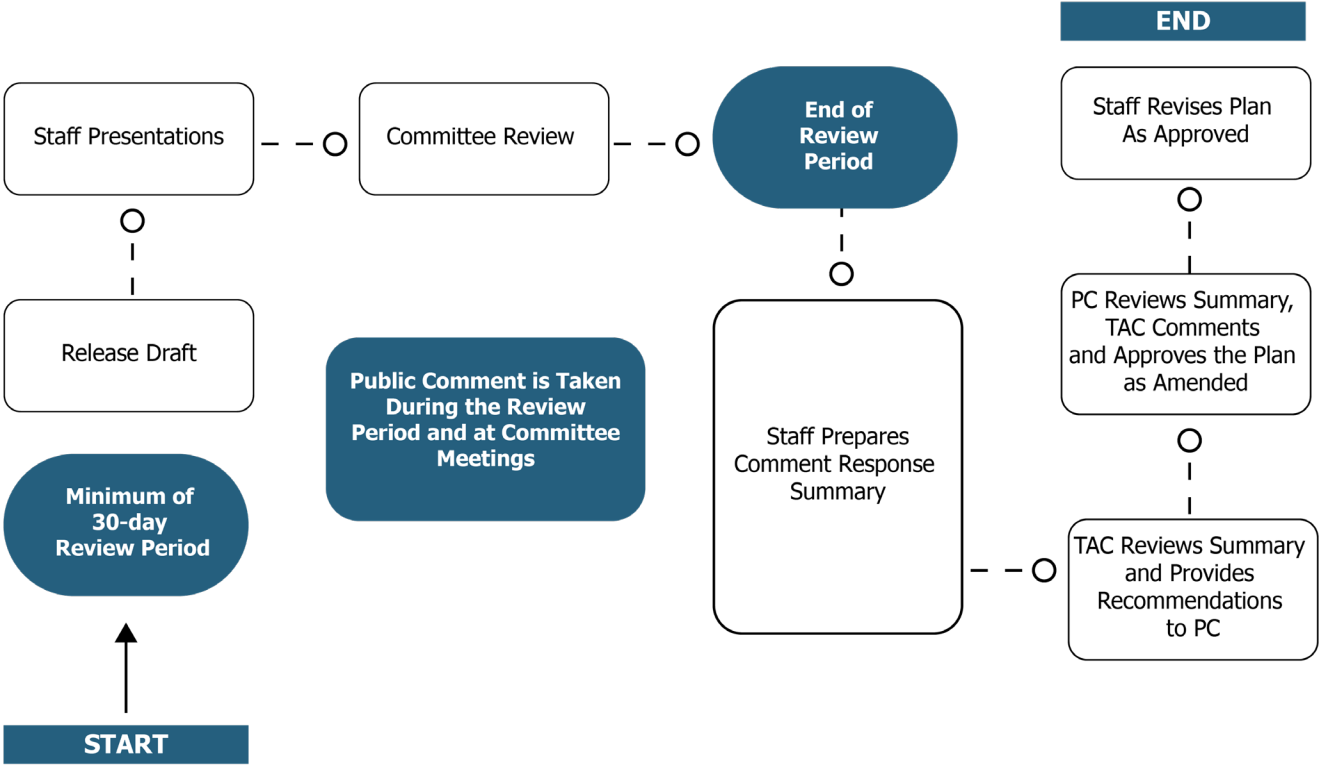 START
Minimum of
30-day
Review Period
Release Draft
Staff Presentations
Committee Review
End of
Review
Period
Public Comment is Taken
During the Review
Period and at Committee
Meetings
Staff Prepares
Comment Response
Summary
TAC Reviews Summary
and Provides
Recommendations
to PC
PC Reviews Summary,
TAC Comments
and Approves the Plan
as Amended
Staff Revises Plan
As Approved
END